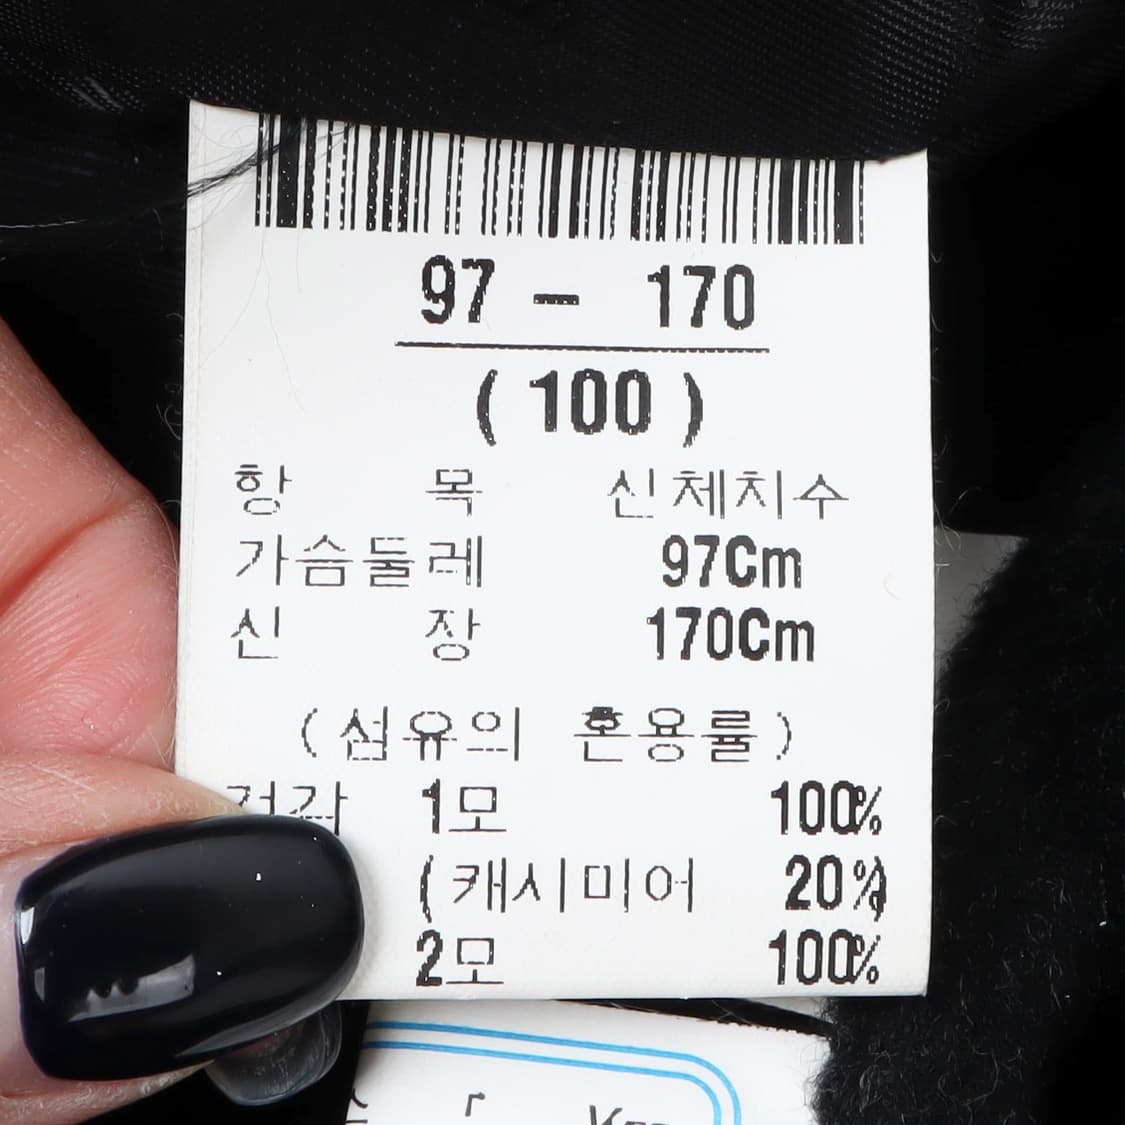 97 - 170
( 100 )
항 목 신체치수
가슴둘레 97Cm
신 장 170Cm
(섬유의 혼용률)
1모 100%
(캐시미어 20%)
2모 100%